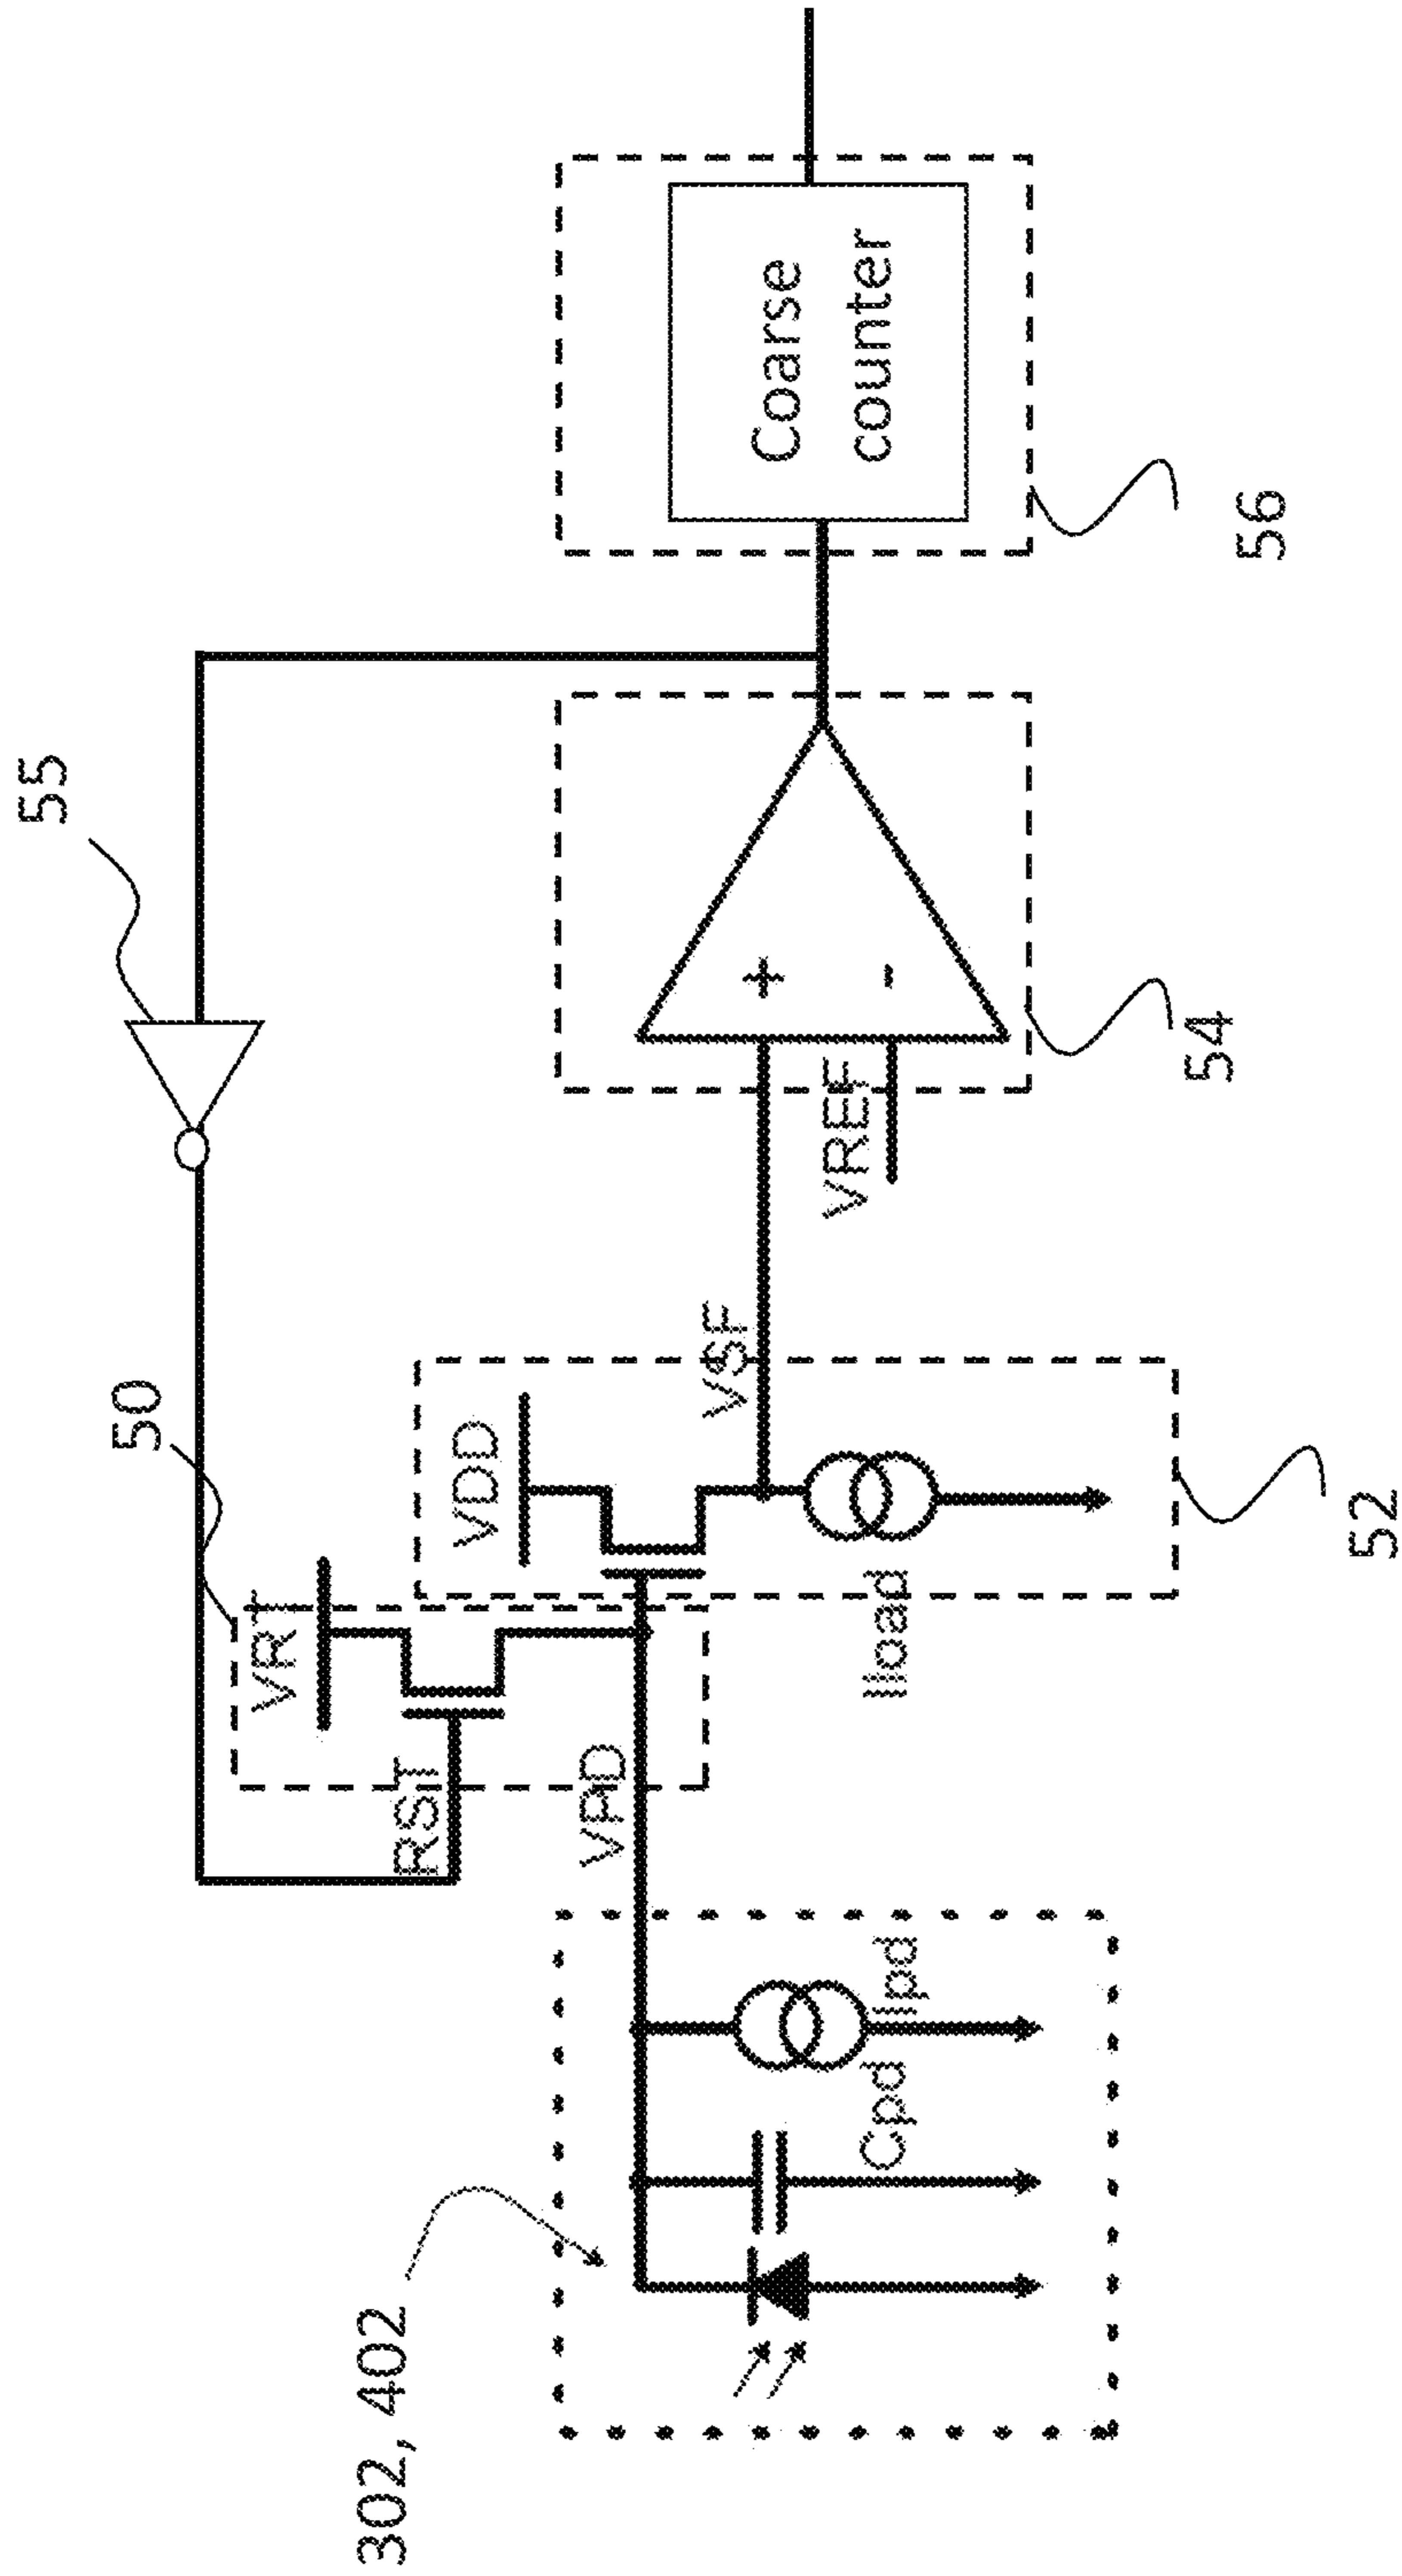 55
50
VRT
VDD
RST
VPD
VSF
VREF
+
-
Coarse
counter
Iload
Cpd
Ipd
302, 402
52
54
56